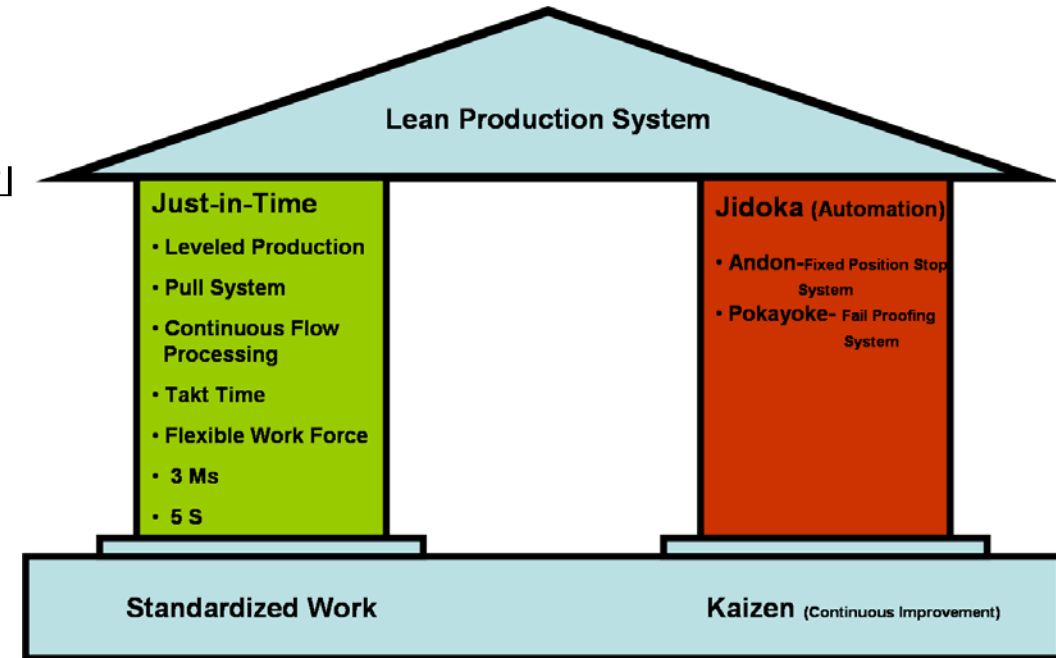 Lean Production System
Just-in-Time
• Leveled Production
• Pull System
• Continuous Flow
Processing
• Takt Time
• Flexible Work Force
• 3 Ms
• 5 S
Jidoka (Automation)
• Andon-Fixed Position Stop
System
• Pokayoke- Fail Proofing
System
Standardized Work
Kaizen (Continuous Improvement)